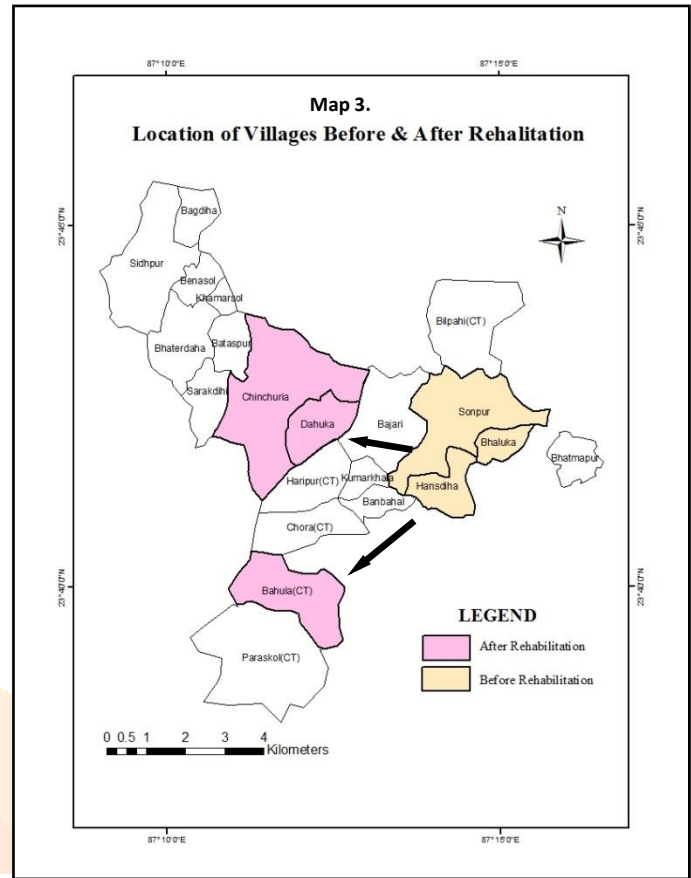 87°10'0"E
87°15'0"E
Map 3.
Location of Villages Before & After Rehalitation
23°45'0"N
23°45'0"N
N
Bagdiha
Sidhpur
Benasol
Khamarsol
Bilpahi(CT)
Bhaterdaha
Bataspur
Sarakdihi
Chinchuria
Dahuka
Bajari
Sonpur
Bhaluka
Bhatmapur
Haripur(CT)
Kumarkhala
Hansdiha
Banbahal
Chora(CT)
23°40'0"N
23°40'0"N
Bahula(CT)
Paraskol(CT)
LEGEND
After Rehabilitation
Before Rehabilitation
0 0.5 1 2 3 4
Kilometers
87°10'0"E
87°15'0"E